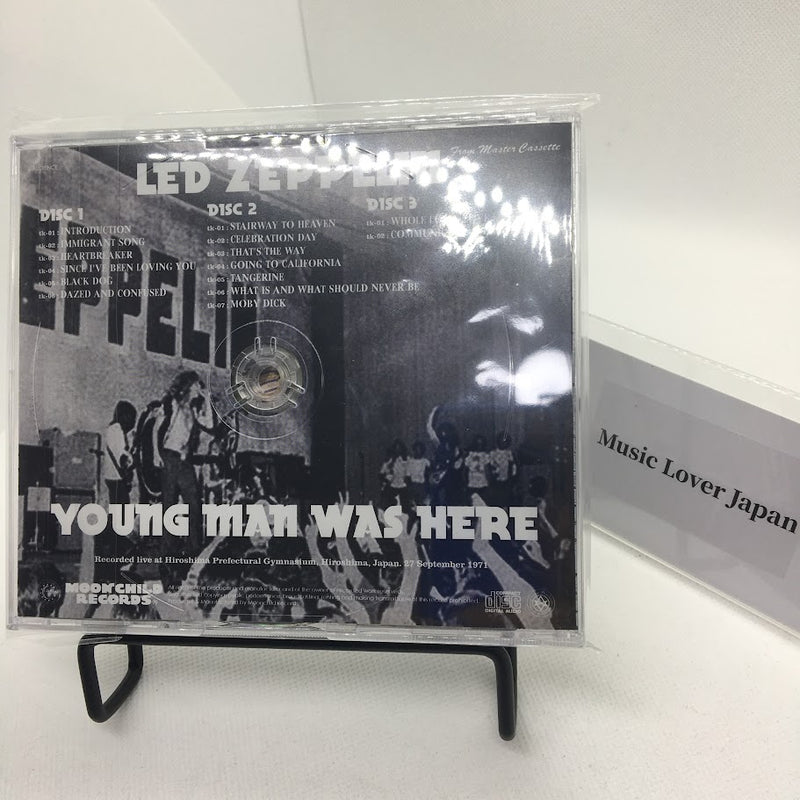 From Master Cassette
LED ZEPPELIN
DISC 1
tk-01 : INTRODUCTION
tk-02 : IMMIGRANT SONG
tk-03 : HEARTBREAKER
tk-04 : SINCE I'VE BEEN LOVING YOU
tk-05 : BLACK DOG
tk-06 : DAZED AND CONFUSED
DISC 2
tk-01 : STAIRWAY TO HEAVEN
tk-02 : CELEBRATION DAY
tk-03 : THAT'S THE WAY
tk-04 : GOING TO CALIFORNIA
tk-05 : TANGERINE
tk-06 : WHAT IS AND WHAT SHOULD NEVER BE
tk-07 : MOBY DICK
DISC 3
tk-01 : WHOLE
tk-02 :
YOUNG MAN WAS HERE
Recorded live at Hiroshima Prefectural Gymnasium, Hiroshima, Japan. 27 September 1971
MOONCHILD
RECORDS
COMPACT
disc
DIGITAL AUDIO
Music Lover Japan